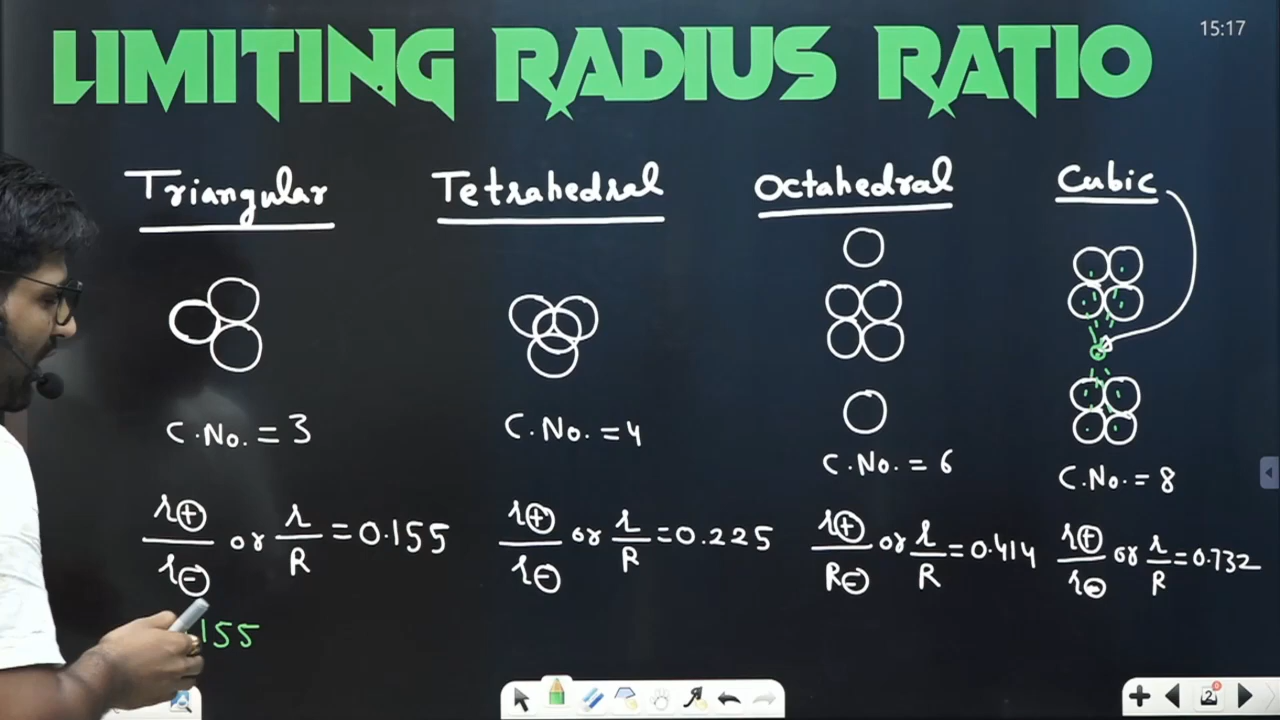 15:17
LIMITING RADIUS RATIO
Triangular
C.No. = 3
r⊕/r⊖ or r/R = 0.155
155
Tetrahedral
C.No. = 4
r⊕/r⊖ or r/R = 0.225
Octahedral
C.No. = 6
r⊕/R⊖ or r/R = 0.414
Cubic
C.No. = 8
r⊕/r⊖ or r/R = 0.732
2